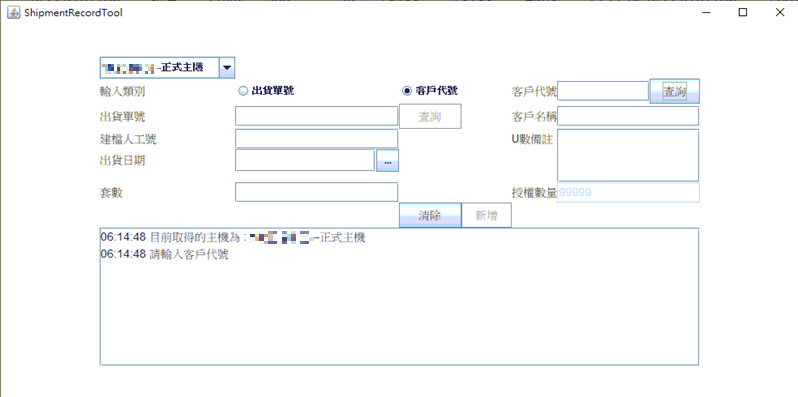 ShipmentRecordTool
--正式主機
輸入類別 出貨單號 客戶代號 客戶代號 查詢
出貨單號 查詢 客戶名稱
建檔人工號 U數備註
出貨日期 ...
套數 授權數量 99999
清除 新增
06:14:48 目前取得的主機為：--正式主機
06:14:48 請輸入客戶代號